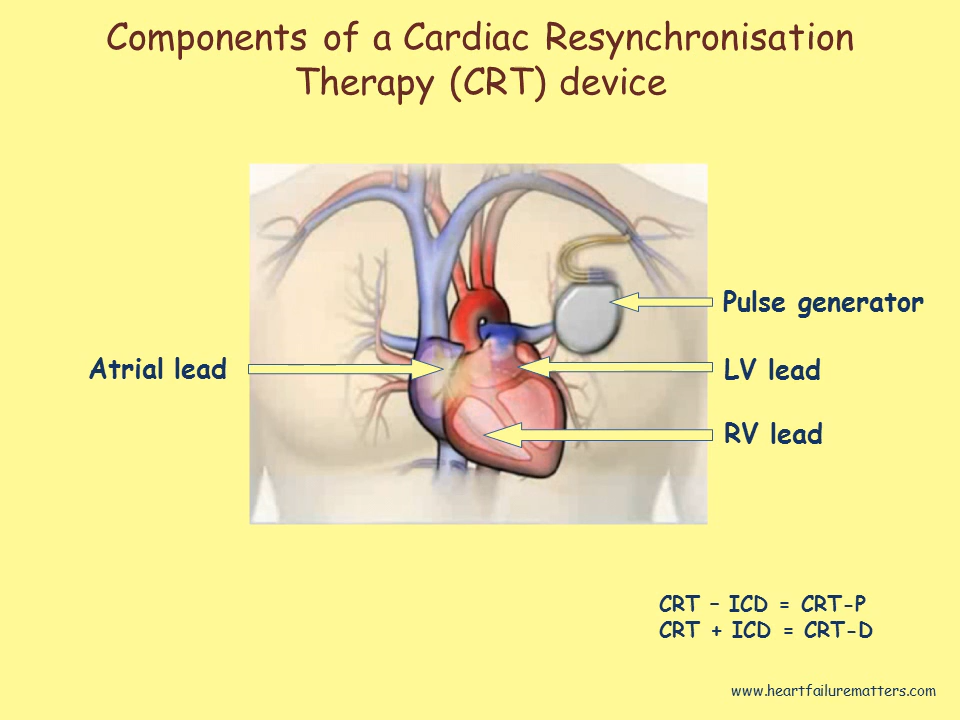 Components of a Cardiac Resynchronisation
Therapy (CRT) device
Pulse generator
Atrial lead
LV lead
RV lead
CRT – ICD = CRT-P
CRT + ICD = CRT-D
www.heartfailurematters.com